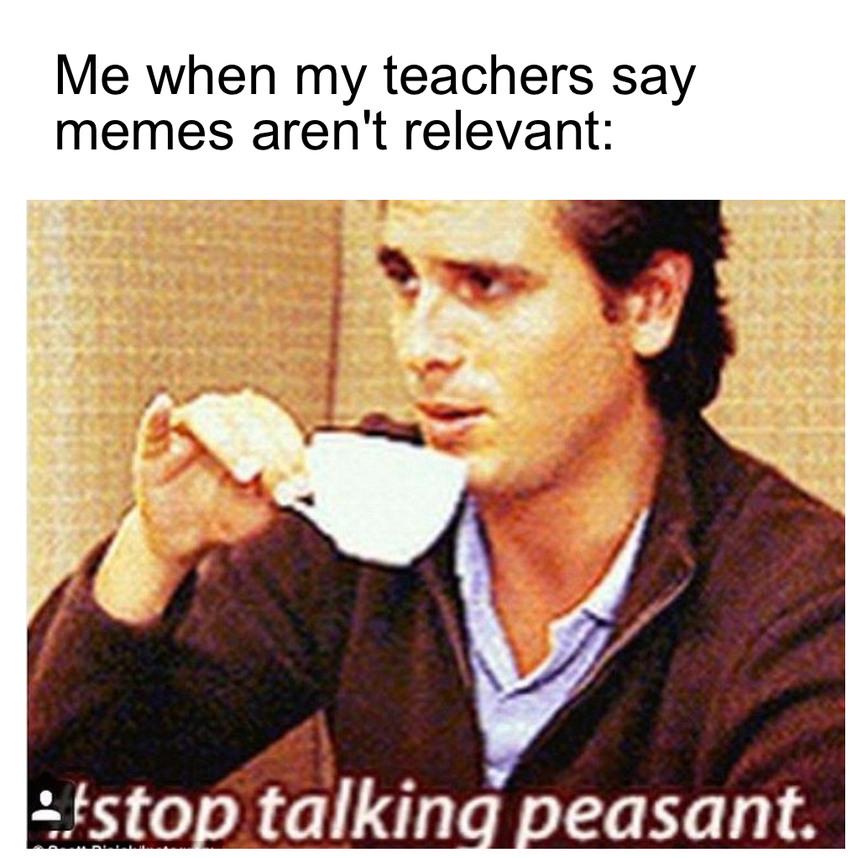 Me when my teachers say
memes aren't relevant:
#stop talking peasant.